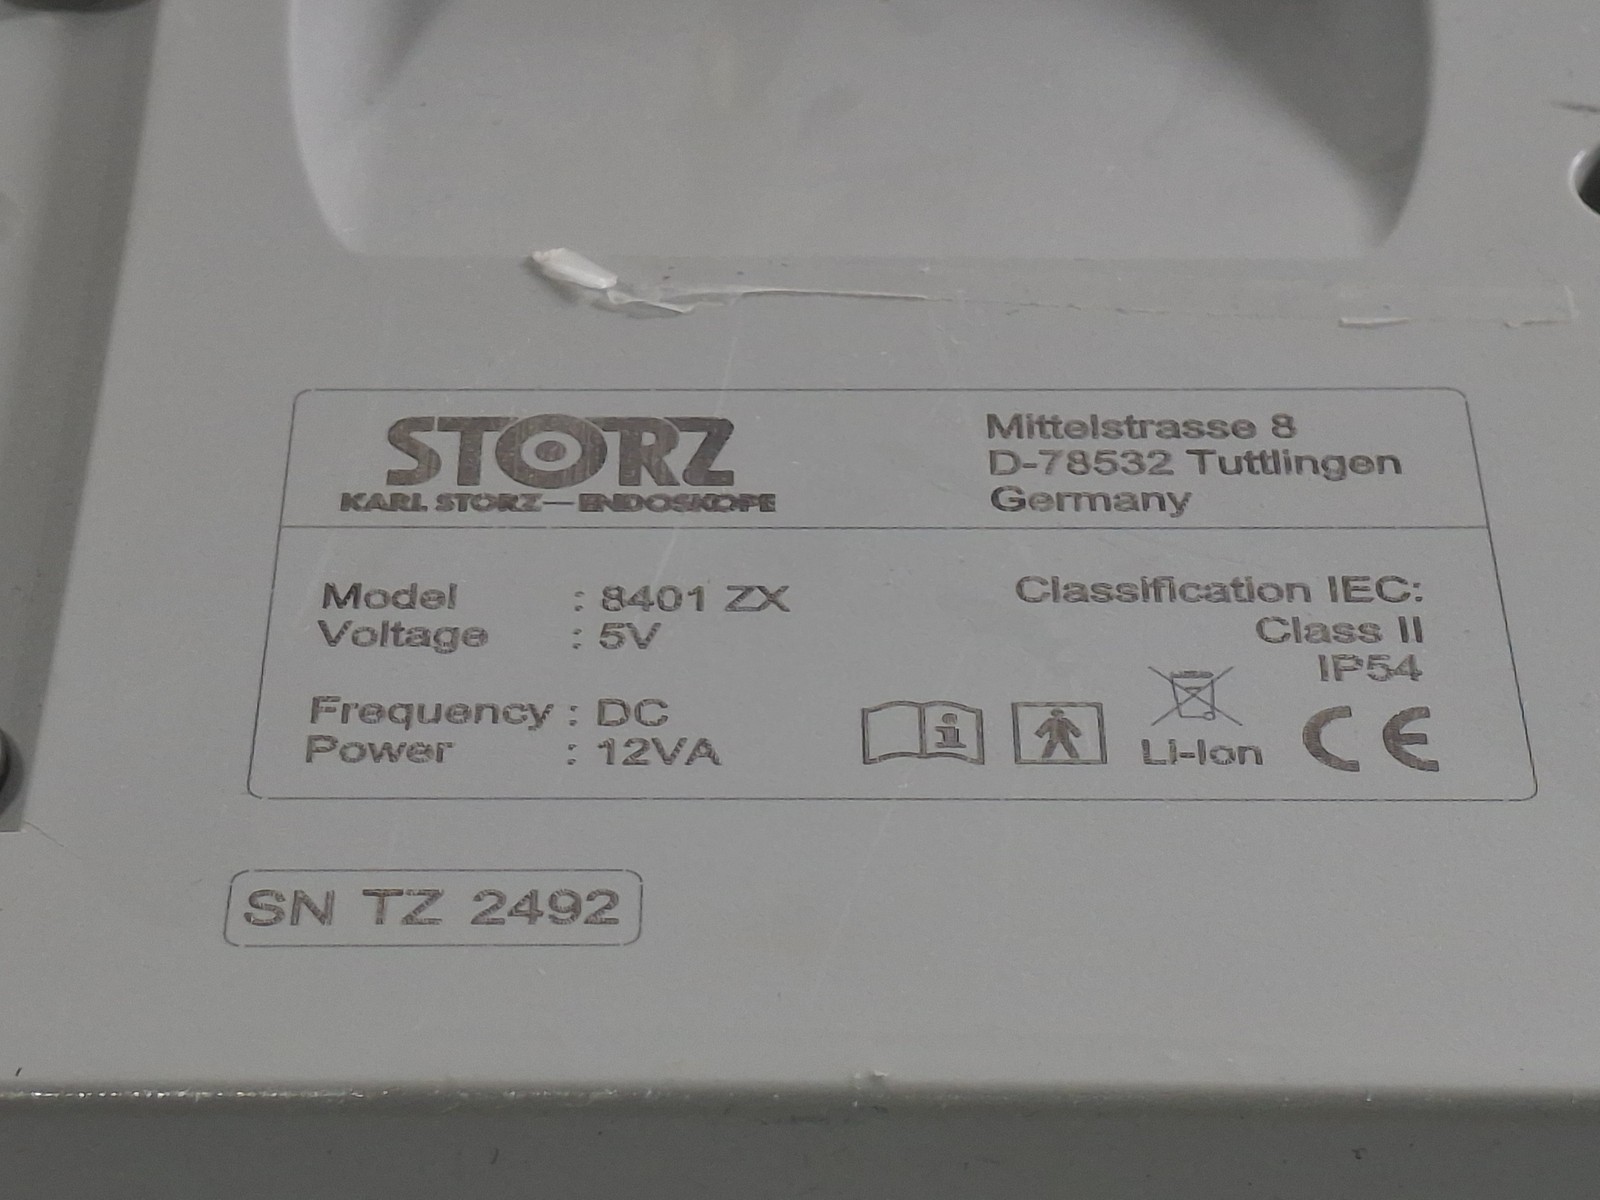 STORZ
KARL STORZ—ENDOSKOPE
Mittelstrasse 8
D-78532 Tuttlingen
Germany
Model : 8401 ZX
Voltage : 5V
Frequency : DC
Power : 12VA
Classification IEC:
Class II
IP54
Li-Ion
CE
SN TZ 2492